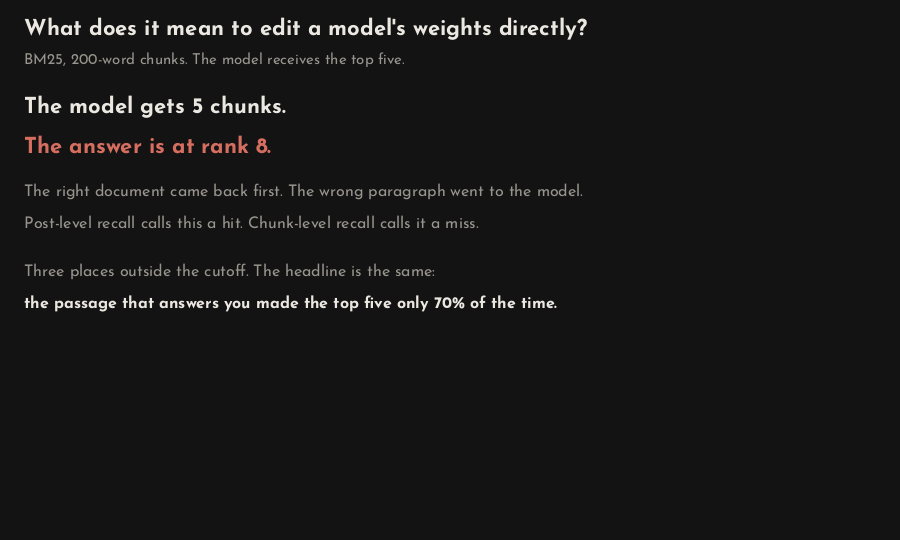 What does it mean to edit a model's weights directly?
BM25, 200-word chunks. The model receives the top five.
The model gets 5 chunks.
The answer is at rank 8.
The right document came back first. The wrong paragraph went to the model.
Post-level recall calls this a hit. Chunk-level recall calls it a miss.
Three places outside the cutoff. The headline is the same:
the passage that answers you made the top five only 70% of the time.